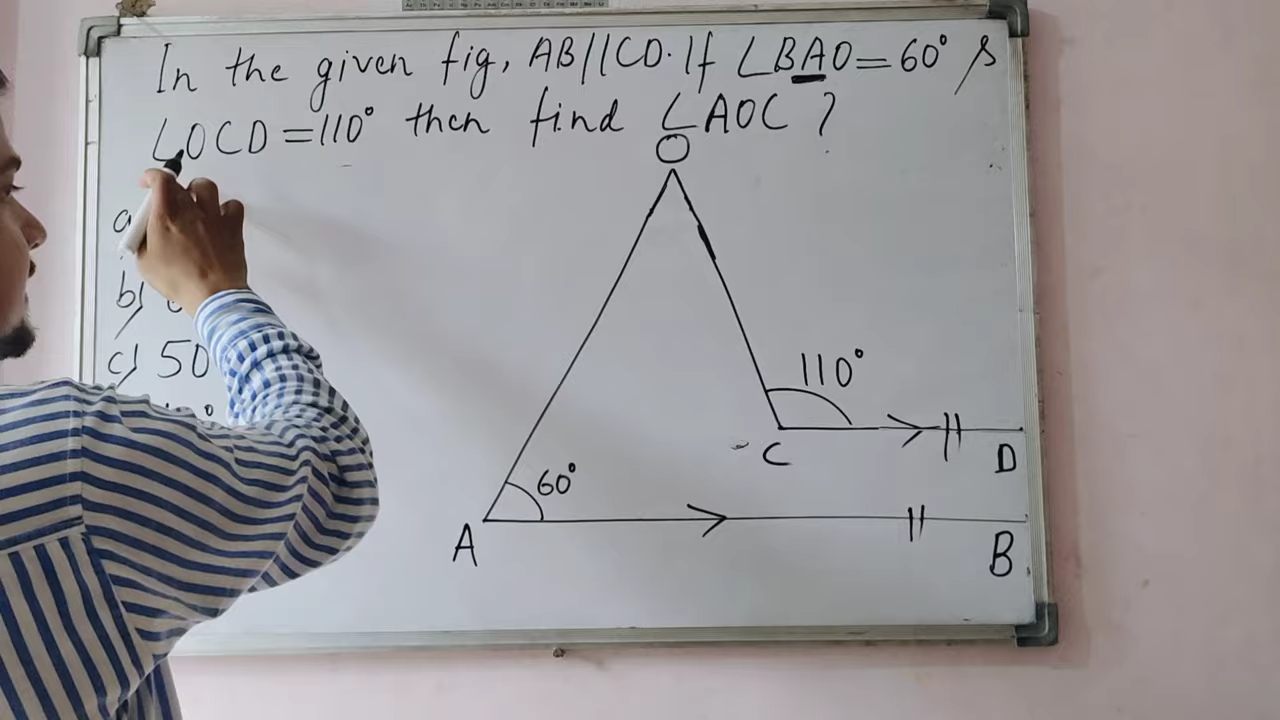 In the given fig, AB//CD. If ∠BAO=60° &
∠OCD=110° then find ∠AOC ?
O
a
b)
c) 50
110°
C
D
60°
A
B